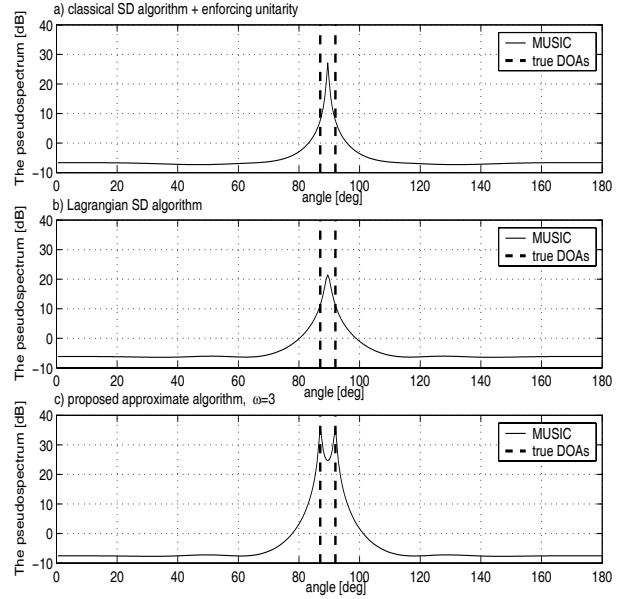 a) classical SD algorithm + enforcing unitarity
The pseudospectrum [dB]
40
30
20
10
0
−10
0 20 40 60 80 100 120 140 160 180
angle [deg]
MUSIC
true DOAs
b) Lagrangian SD algorithm
The pseudospectrum [dB]
40
30
20
10
0
−10
0 20 40 60 80 100 120 140 160 180
angle [deg]
MUSIC
true DOAs
c) proposed approximate algorithm, ω=3
The pseudospectrum [dB]
40
30
20
10
0
−10
0 20 40 60 80 100 120 140 160 180
angle [deg]
MUSIC
true DOAs